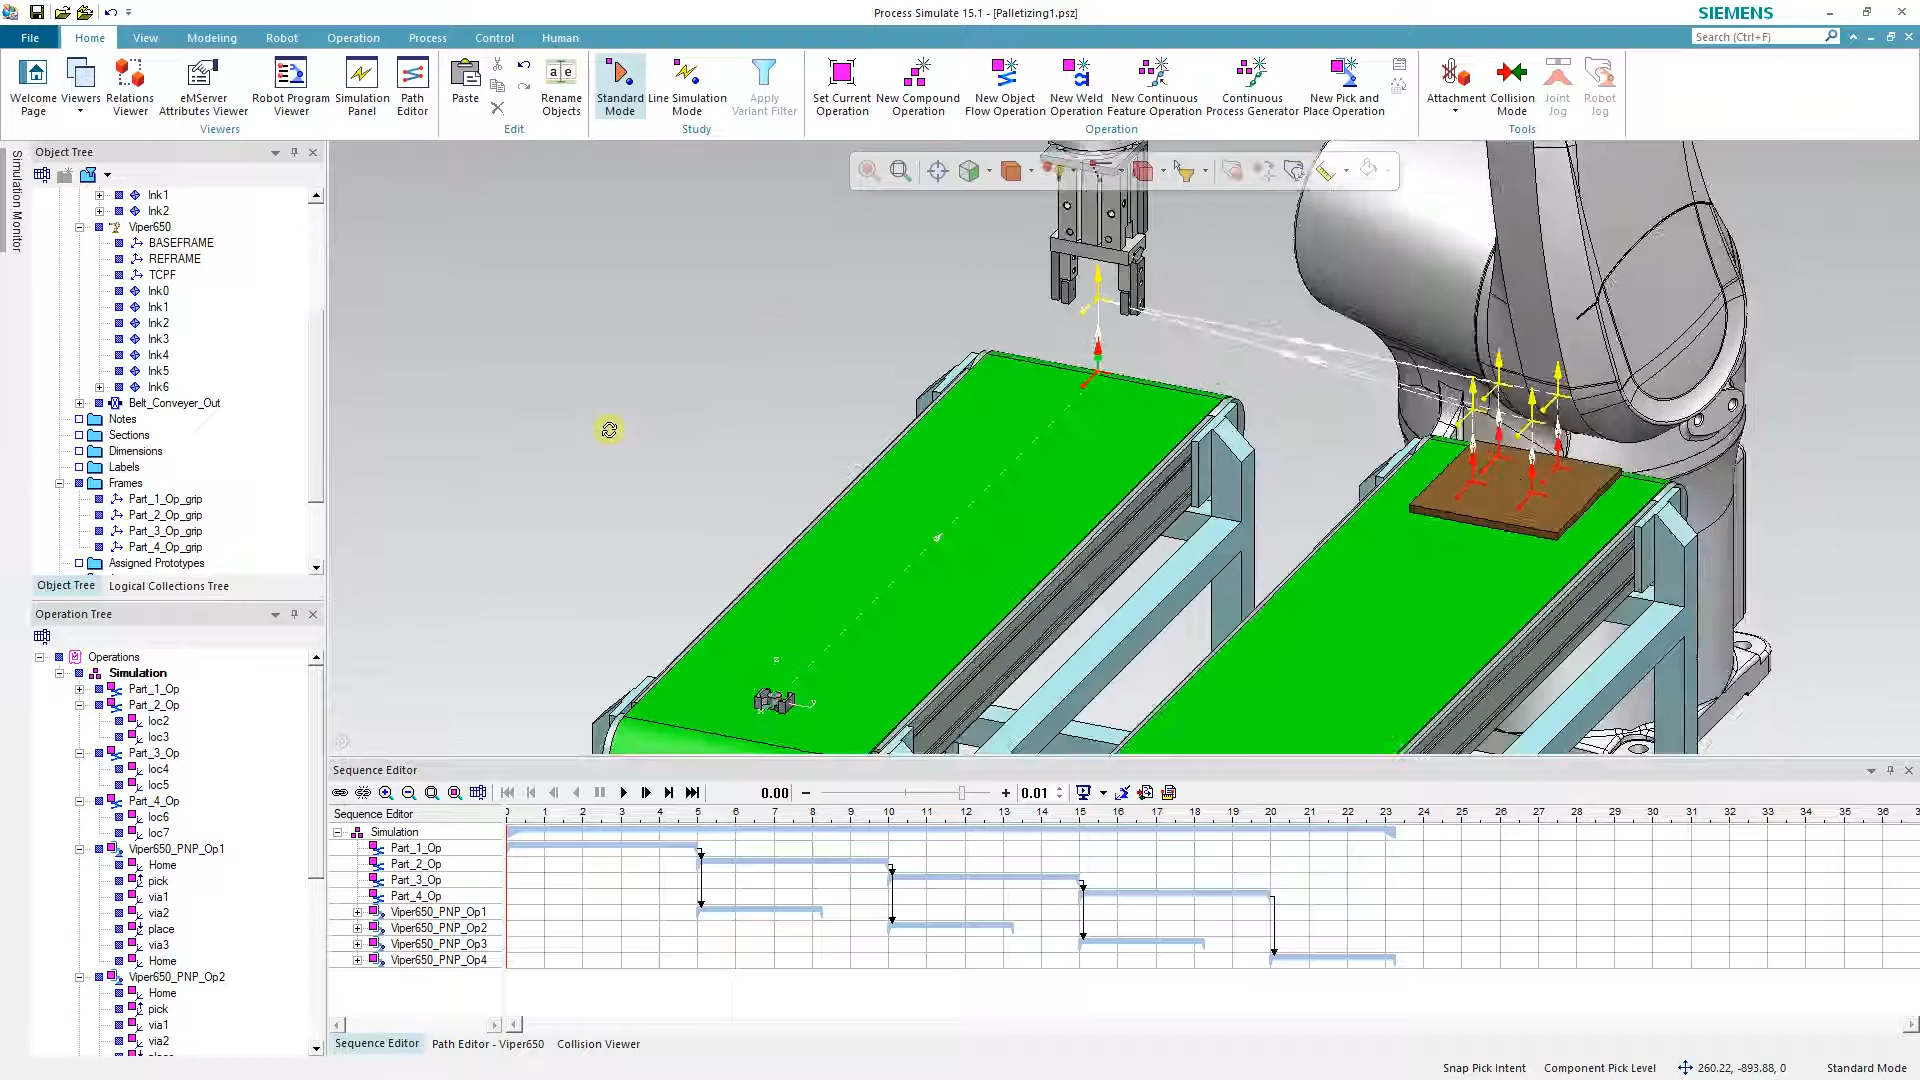 Process Simulate 15.1 - [Palletizing1.psz]
SIEMENS
File
Home
View
Modeling
Robot
Operation
Process
Control
Human
Search (Ctrl+F)
Welcome Page
Viewers
Relations Viewer
eMServer Attributes Viewer
Robot Program Viewer
Simulation Panel
Path Editor
Viewers
Paste
Rename Objects
Edit
Standard Mode
Line Simulation Mode
Apply Variant Filter
Study
Set Current Operation
New Compound Operation
New Object Flow Operation
New Weld Operation
New Continuous Feature Operation
Continuous Process Generator
New Pick and Place Operation
Operation
Attachment
Collision Mode
Joint Jog
Robot Jog
Tools
Simulation Monitor
Object Tree
lnk1
lnk2
Viper650
BASEFRAME
REFRAME
TCPF
lnk0
lnk1
lnk2
lnk3
lnk4
lnk5
lnk6
Belt_Conveyer_Out
Notes
Sections
Dimensions
Labels
Frames
Part_1_Op_grip
Part_2_Op_grip
Part_3_Op_grip
Part_4_Op_grip
Assigned Prototypes
Object Tree
Logical Collections Tree
Operation Tree
Operations
Simulation
Part_1_Op
Part_2_Op
loc2
loc3
Part_3_Op
loc4
loc5
Part_4_Op
loc6
loc7
Viper650_PNP_Op1
Home
pick
via1
via2
place
via3
Home
Viper650_PNP_Op2
Home
pick
via1
via2
place
Sequence Editor
0.00
0.01
Sequence Editor
0 1 2 3 4 5 6 7 8 9 10 11 12 13 14 15 16 17 18 19 20 21 22 23 24 25 26 27 28 29 30 31 32 33 34 35 36
Simulation
Part_1_Op
Part_2_Op
Part_3_Op
Part_4_Op
Viper650_PNP_Op1
Viper650_PNP_Op2
Viper650_PNP_Op3
Viper650_PNP_Op4
Sequence Editor
Path Editor - Viper650
Collision Viewer
Snap Pick Intent
Component Pick Level
260.22, -893.88, 0
Standard Mode